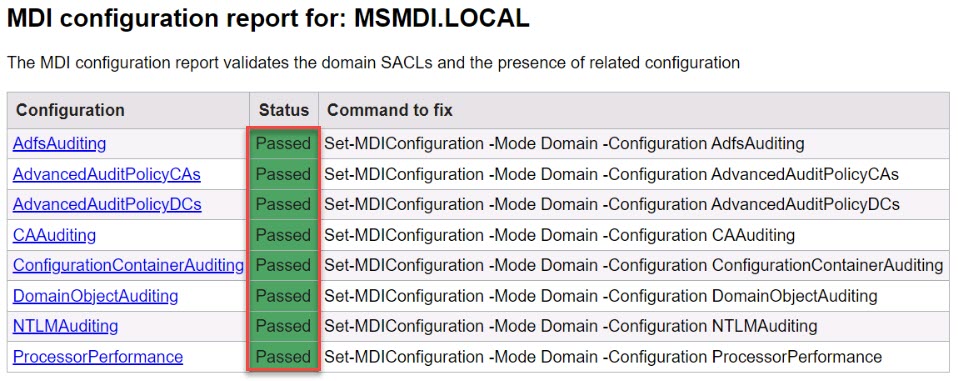 MDI configuration report for: MSMDI.LOCAL
The MDI configuration report validates the domain SACLs and the presence of related configuration
Configuration Status Command to fix
AdfsAuditing Passed Set-MDIConfiguration -Mode Domain -Configuration AdfsAuditing
AdvancedAuditPolicyCAs Passed Set-MDIConfiguration -Mode Domain -Configuration AdvancedAuditPolicyCAs
AdvancedAuditPolicyDCs Passed Set-MDIConfiguration -Mode Domain -Configuration AdvancedAuditPolicyDCs
CAAuditing Passed Set-MDIConfiguration -Mode Domain -Configuration CAAuditing
ConfigurationContainerAuditing Passed Set-MDIConfiguration -Mode Domain -Configuration ConfigurationContainerAuditing
DomainObjectAuditing Passed Set-MDIConfiguration -Mode Domain -Configuration DomainObjectAuditing
NTLMAuditing Passed Set-MDIConfiguration -Mode Domain -Configuration NTLMAuditing
ProcessorPerformance Passed Set-MDIConfiguration -Mode Domain -Configuration ProcessorPerformance